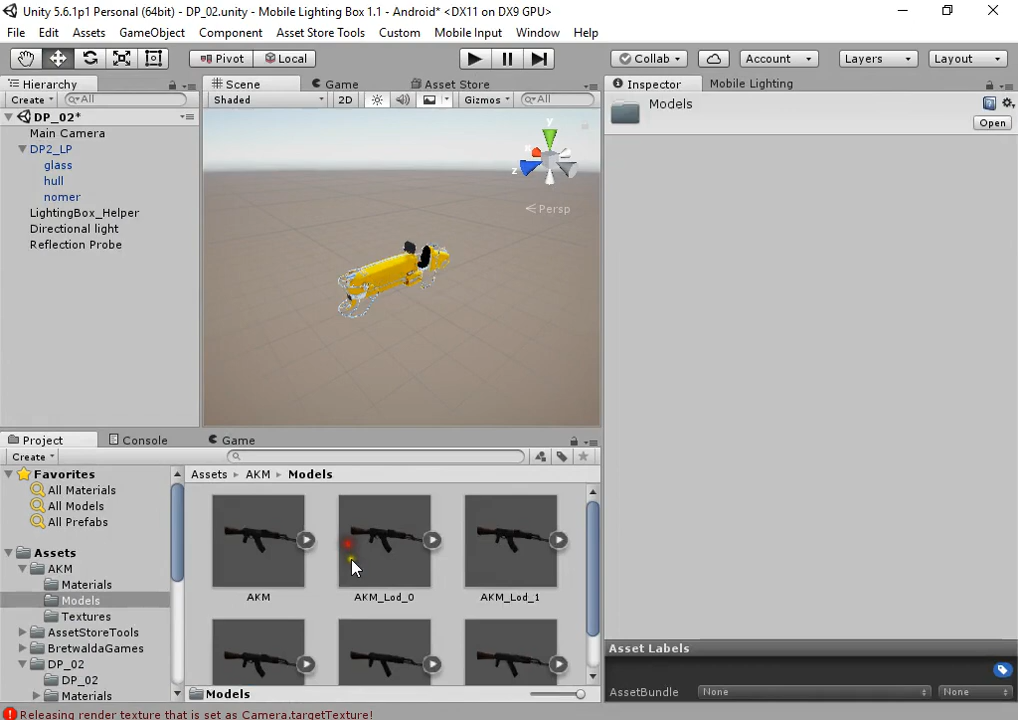 Unity 5.6.1p1 Personal (64bit) - DP_02.unity - Mobile Lighting Box 1.1 - Android* <DX11 on DX9 GPU>
File Edit Assets GameObject Component Asset Store Tools Custom Mobile Input Window Help
Pivot Local Collab Account Layers Layout
Hierarchy Scene Game Asset Store Inspector Mobile Lighting
Create All Shaded 2D Gizmos All Models
Open
DP_02*
Main Camera
DP2_LP
glass
hull
nomer
LightingBox_Helper
Directional light
Reflection Probe
y
x
z
Persp
Project Console Game
Create
Favorites
All Materials
All Models
All Prefabs
Assets
AKM
Materials
Models
Textures
AssetStoreTools
BretwaldaGames
DP_02
DP_02
Materials
Assets AKM Models
AKM AKM_Lod_0 AKM_Lod_1
Models
Asset Labels
AssetBundle None None
Releasing render texture that is set as Camera.targetTexture!